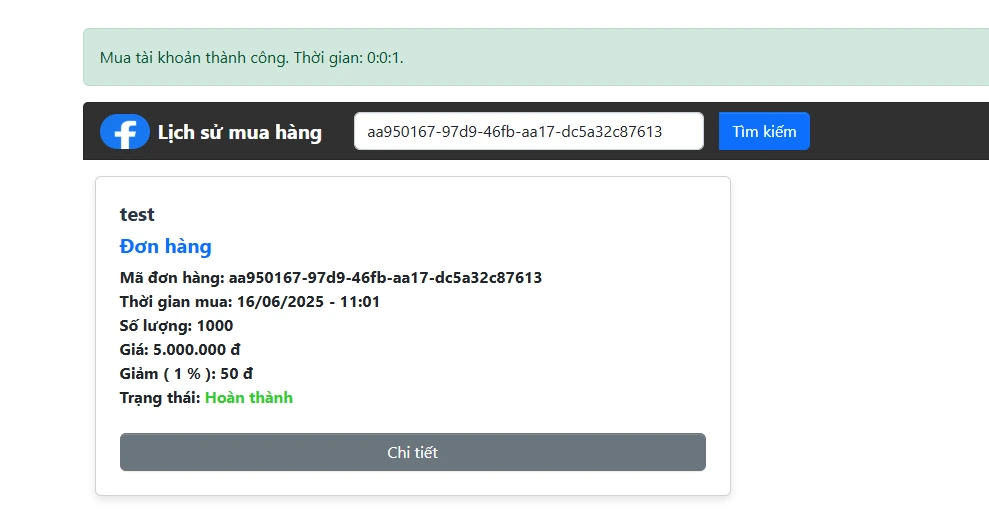 Mua tài khoản thành công. Thời gian: 0:0:1.
Lịch sử mua hàng
aa950167-97d9-46fb-aa17-dc5a32c87613
Tìm kiếm
test
Đơn hàng
Mã đơn hàng: aa950167-97d9-46fb-aa17-dc5a32c87613
Thời gian mua: 16/06/2025 - 11:01
Số lượng: 1000
Giá: 5.000.000 đ
Giảm ( 1 % ): 50 đ
Trạng thái: Hoàn thành
Chi tiết